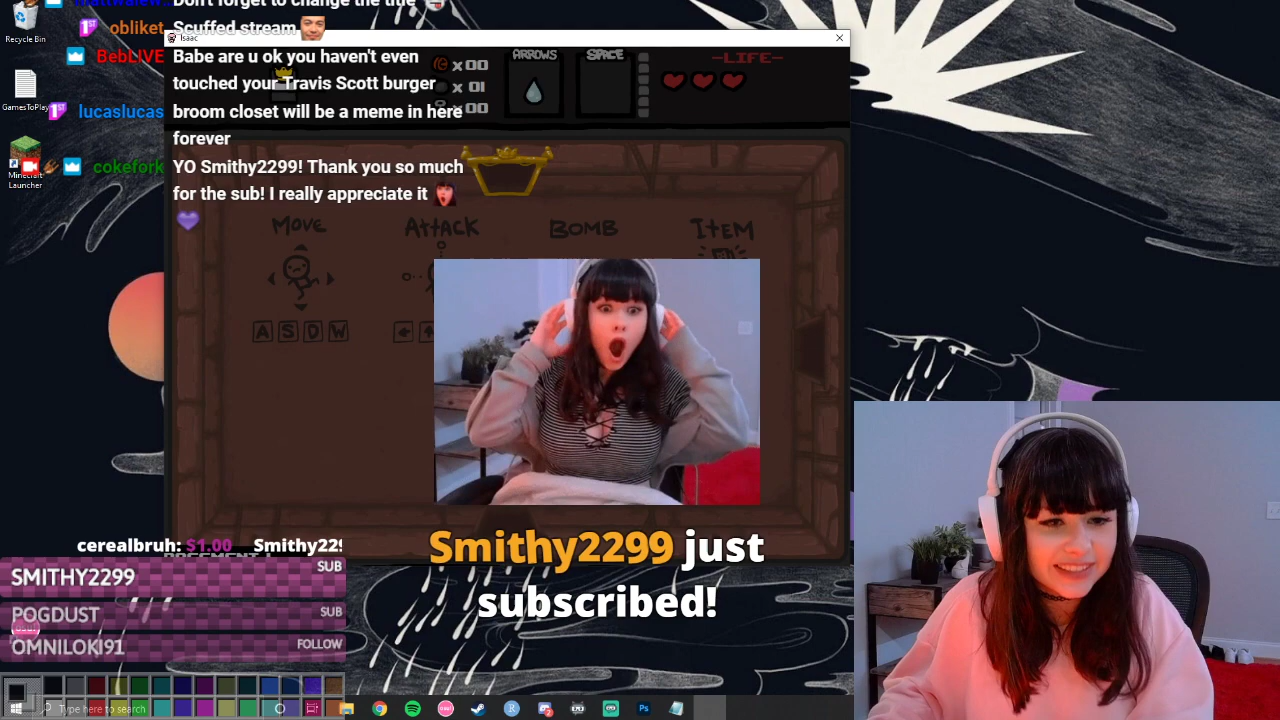 Don't forget to change the title
obliket Scuffed stream
Recycle Bin
Isaac
BebLIVE Babe are u ok you haven't even
touched your Travis Scott burger
GamesToPlay
lucaslucas broom closet will be a meme in here
forever
cokefork YO Smithy2299! Thank you so much
for the sub! I really appreciate it
Minecraft
Launcher
x 00
x 01
x 00
ARROWS
SPACE
-LIFE-
MOVE
ATTACK
BOMB
ITEM
A S D W
Smithy2299 just
subscribed!
cerealbruh: $1.00 Smithy229
SMITHY2299 SUB
POGDUST SUB
OMNILOKI91 FOLLOW
Type here to search